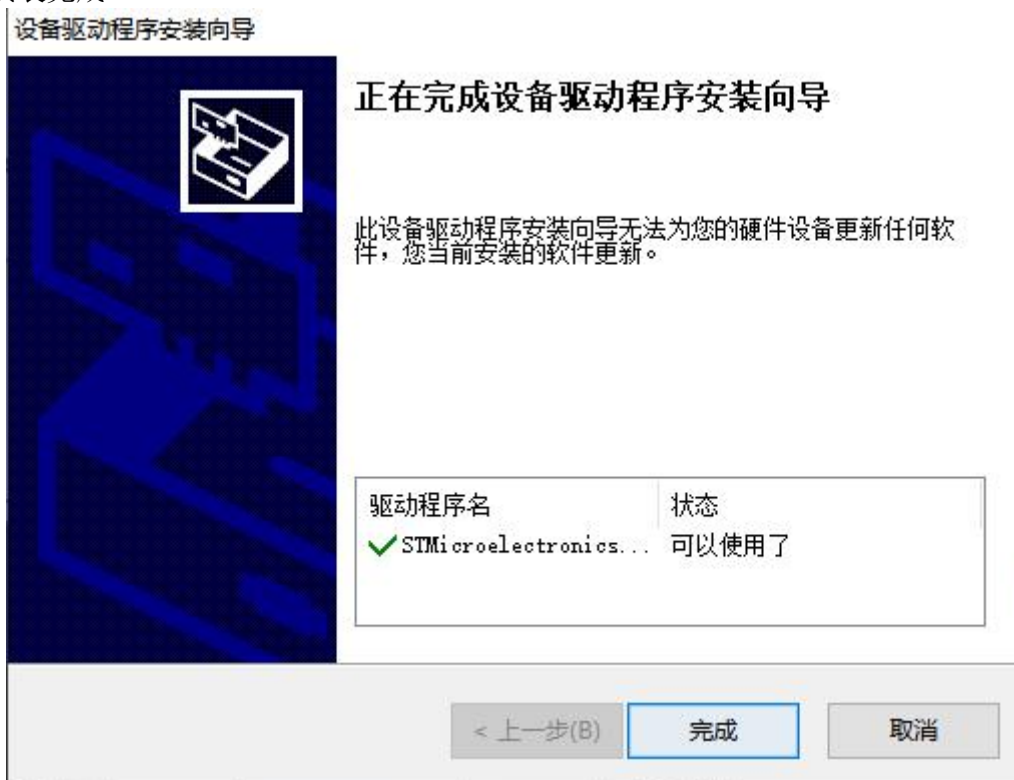 设备驱动程序安装向导
正在完成设备驱动程序安装向导
此设备驱动程序安装向导无法为您的硬件设备更新任何软
件，您当前安装的软件更新。
驱动程序名 状态
STMicroelectronics... 可以使用了
< 上一步(B) 完成 取消